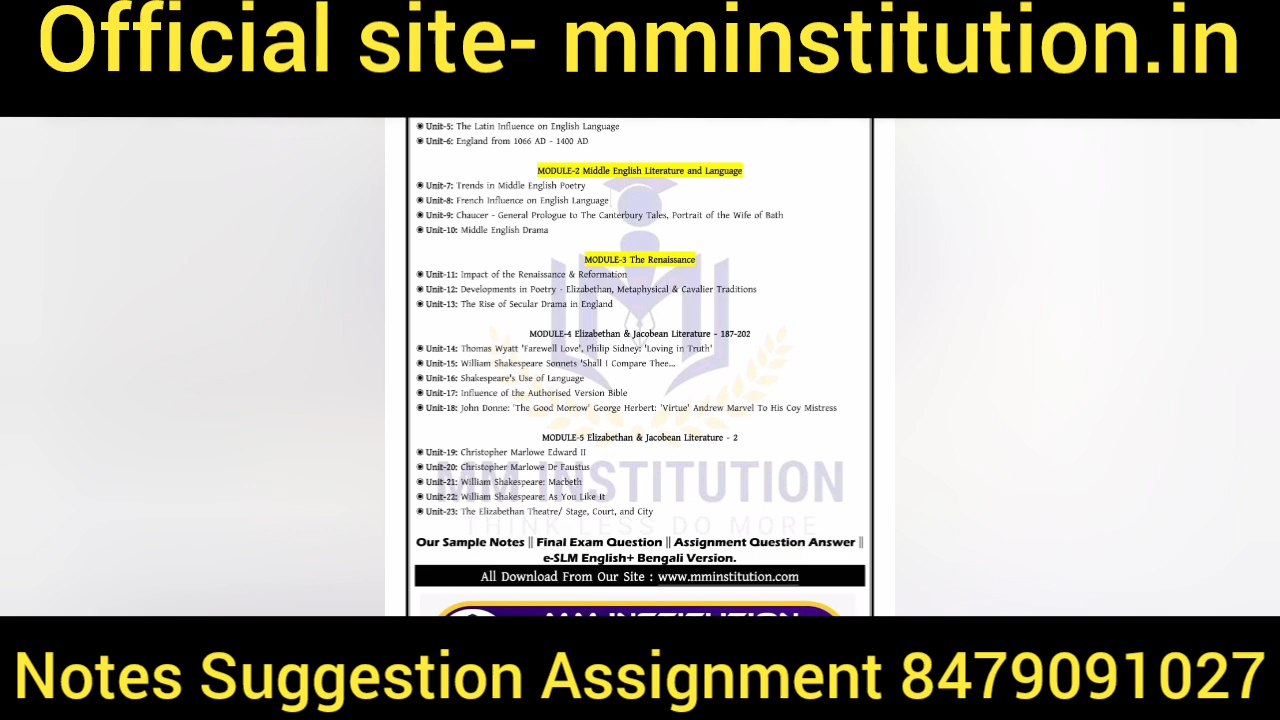 Official site- mminstitution.in
◉ Unit-5: The Latin Influence on English Language
◉ Unit-6: England from 1066 AD - 1400 AD
MODULE-2 Middle English Literature and Language
◉ Unit-7: Trends in Middle English Poetry
◉ Unit-8: French Influence on English Language
◉ Unit-9: Chaucer - General Prologue to The Canterbury Tales, Portrait of the Wife of Bath
◉ Unit-10: Middle English Drama
MODULE-3 The Renaissance
◉ Unit-11: Impact of the Renaissance & Reformation
◉ Unit-12: Developments in Poetry - Elizabethan, Metaphysical & Cavalier Traditions
◉ Unit-13: The Rise of Secular Drama in England
MODULE-4 Elizabethan & Jacobean Literature - 187-202
◉ Unit-14: Thomas Wyatt 'Farewell Love', Philip Sidney: 'Loving in Truth'
◉ Unit-15: William Shakespeare Sonnets 'Shall I Compare Thee...
◉ Unit-16: Shakespeare's Use of Language
◉ Unit-17: Influence of the Authorised Version Bible
◉ Unit-18: John Donne: 'The Good Morrow' George Herbert: 'Virtue' Andrew Marvel To His Coy Mistress
MODULE-5 Elizabethan & Jacobean Literature - 2
◉ Unit-19: Christopher Marlowe Edward II
◉ Unit-20: Christopher Marlowe Dr Faustus
◉ Unit-21: William Shakespeare: Macbeth
◉ Unit-22: William Shakespeare: As You Like It
◉ Unit-23: The Elizabethan Theatre/ Stage, Court, and City
MM INSTITUTION
THINK LESS DO MORE
Our Sample Notes || Final Exam Question || Assignment Question Answer ||
e-SLM English+ Bengali Version.
All Download From Our Site : www.mminstitution.com
MM INSTITUTION
Notes Suggestion Assignment 8479091027